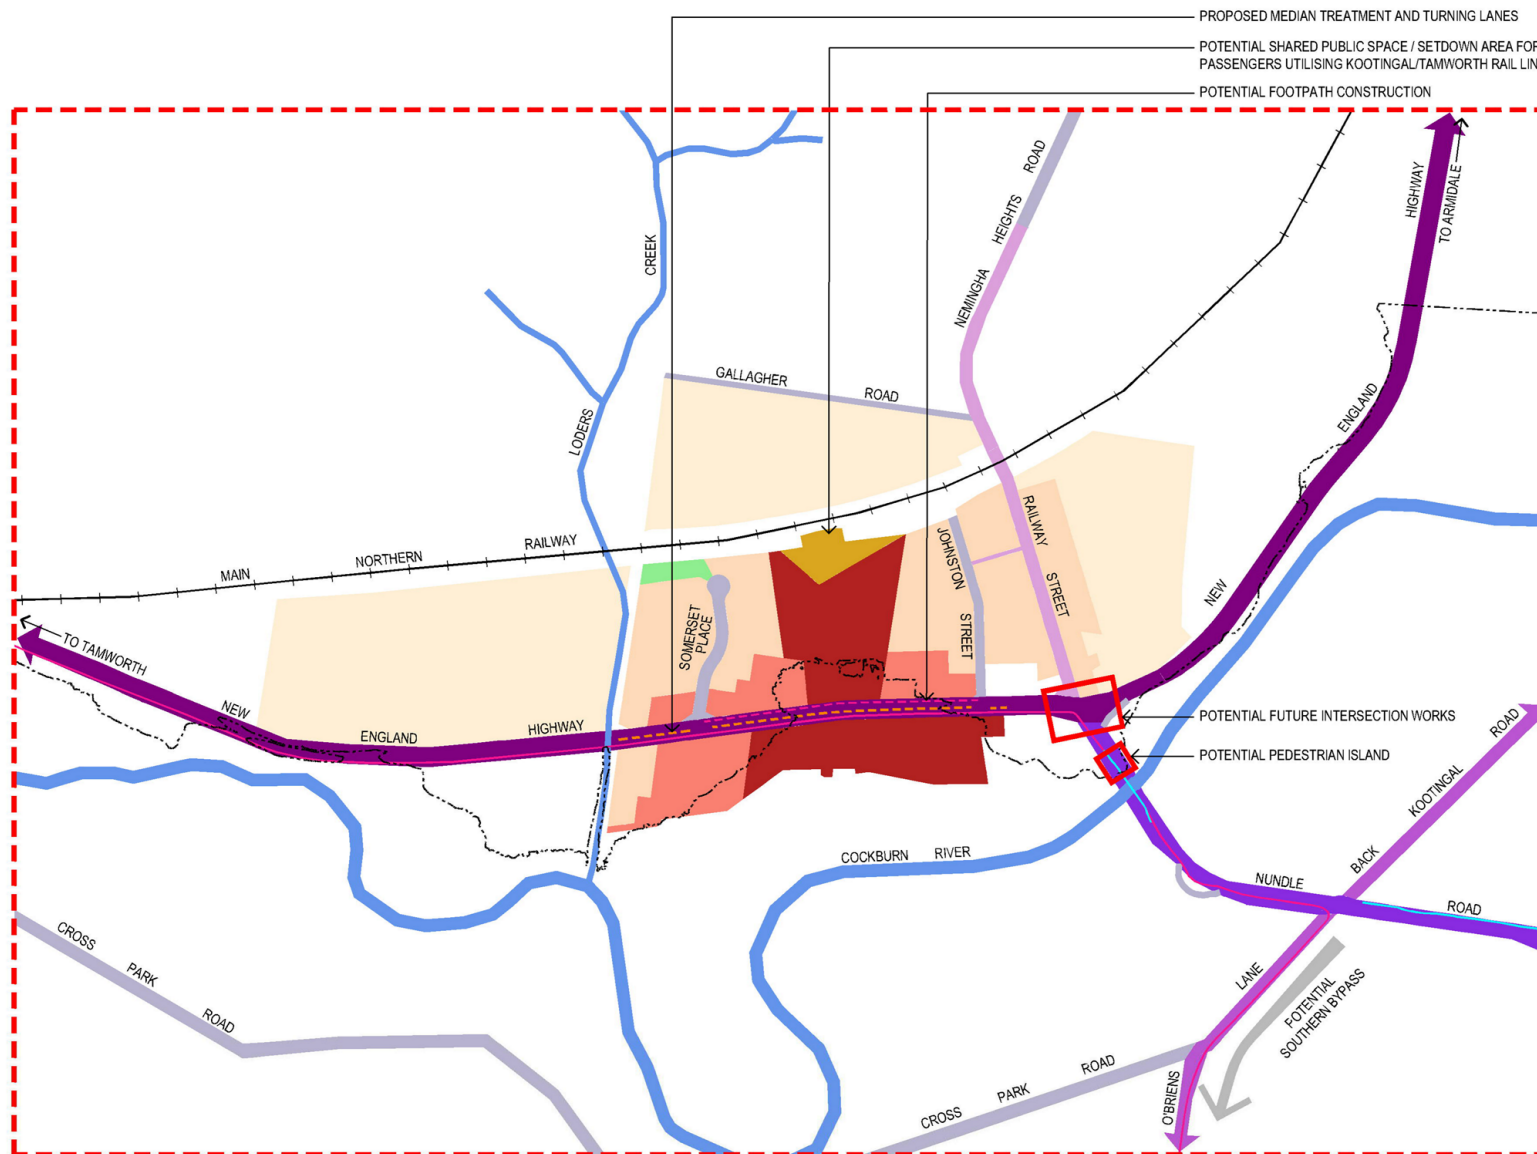 PROPOSED MEDIAN TREATMENT AND TURNING LANES
POTENTIAL SHARED PUBLIC SPACE / SETDOWN AREA FOR
PASSENGERS UTILISING KOOTINGAL/TAMWORTH RAIL LIN
POTENTIAL FOOTPATH CONSTRUCTION
HIGHWAY
TO ARMIDALE
ROAD
HEIGHTS
NEMINGHA
CREEK
GALLAGHER
ROAD
LODERS
ENGLAND
RAILWAY
STREET
JOHNSTON
STREET
MAIN
NORTHERN
RAILWAY
NEW
SOMERSET
PLACE
TO TAMWORTH
NEW
ENGLAND
HIGHWAY
POTENTIAL FUTURE INTERSECTION WORKS
POTENTIAL PEDESTRIAN ISLAND
ROAD
KOOTINGAL
BACK
COCKBURN
RIVER
NUNDLE
ROAD
CROSS
PARK
ROAD
LANE
POTENTIAL
SOUTHERN BYPASS
O'BRIENS
CROSS
PARK
ROAD